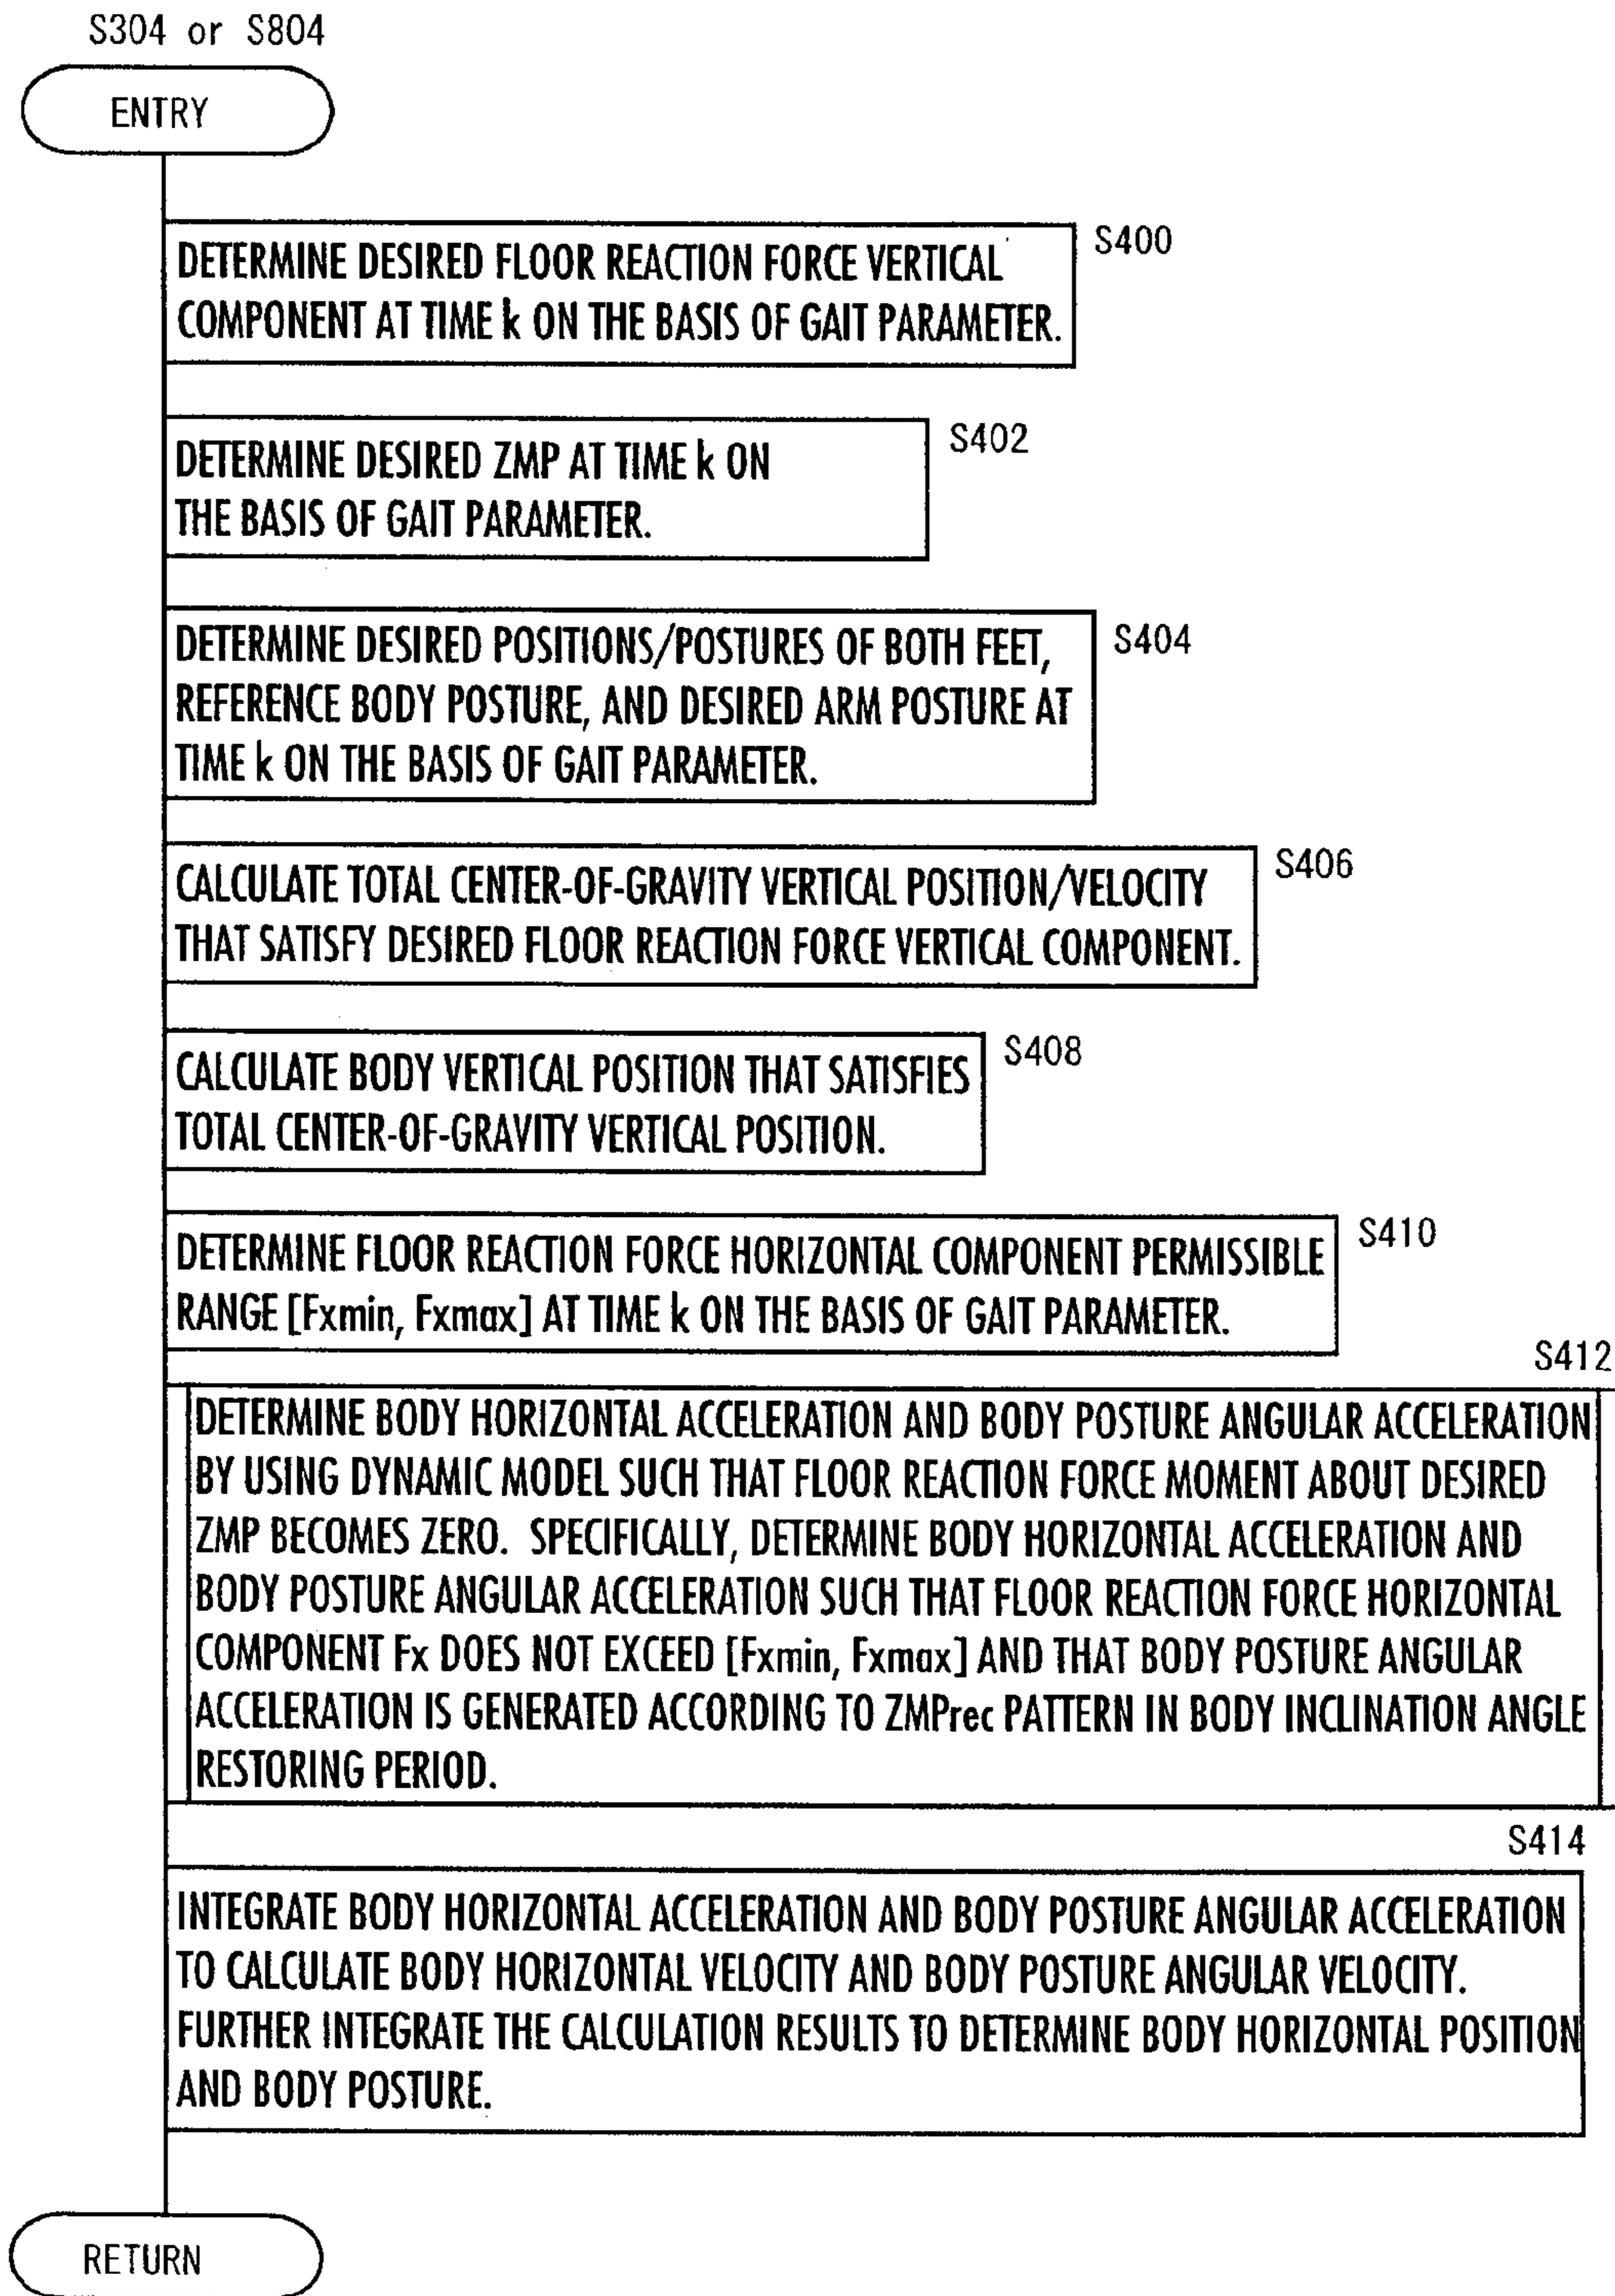 S304 or S804
ENTRY
S400
DETERMINE DESIRED FLOOR REACTION FORCE VERTICAL
COMPONENT AT TIME k ON THE BASIS OF GAIT PARAMETER.
S402
DETERMINE DESIRED ZMP AT TIME k ON
THE BASIS OF GAIT PARAMETER.
S404
DETERMINE DESIRED POSITIONS/POSTURES OF BOTH FEET,
REFERENCE BODY POSTURE, AND DESIRED ARM POSTURE AT
TIME k ON THE BASIS OF GAIT PARAMETER.
S406
CALCULATE TOTAL CENTER-OF-GRAVITY VERTICAL POSITION/VELOCITY
THAT SATISFY DESIRED FLOOR REACTION FORCE VERTICAL COMPONENT.
S408
CALCULATE BODY VERTICAL POSITION THAT SATISFIES
TOTAL CENTER-OF-GRAVITY VERTICAL POSITION.
S410
DETERMINE FLOOR REACTION FORCE HORIZONTAL COMPONENT PERMISSIBLE
RANGE [Fxmin, Fxmax] AT TIME k ON THE BASIS OF GAIT PARAMETER.
S412
DETERMINE BODY HORIZONTAL ACCELERATION AND BODY POSTURE ANGULAR ACCELERATION
BY USING DYNAMIC MODEL SUCH THAT FLOOR REACTION FORCE MOMENT ABOUT DESIRED
ZMP BECOMES ZERO. SPECIFICALLY, DETERMINE BODY HORIZONTAL ACCELERATION AND
BODY POSTURE ANGULAR ACCELERATION SUCH THAT FLOOR REACTION FORCE HORIZONTAL
COMPONENT Fx DOES NOT EXCEED [Fxmin, Fxmax] AND THAT BODY POSTURE ANGULAR
ACCELERATION IS GENERATED ACCORDING TO ZMPrec PATTERN IN BODY INCLINATION ANGLE
RESTORING PERIOD.
S414
INTEGRATE BODY HORIZONTAL ACCELERATION AND BODY POSTURE ANGULAR ACCELERATION
TO CALCULATE BODY HORIZONTAL VELOCITY AND BODY POSTURE ANGULAR VELOCITY.
FURTHER INTEGRATE THE CALCULATION RESULTS TO DETERMINE BODY HORIZONTAL POSITION
AND BODY POSTURE.
RETURN